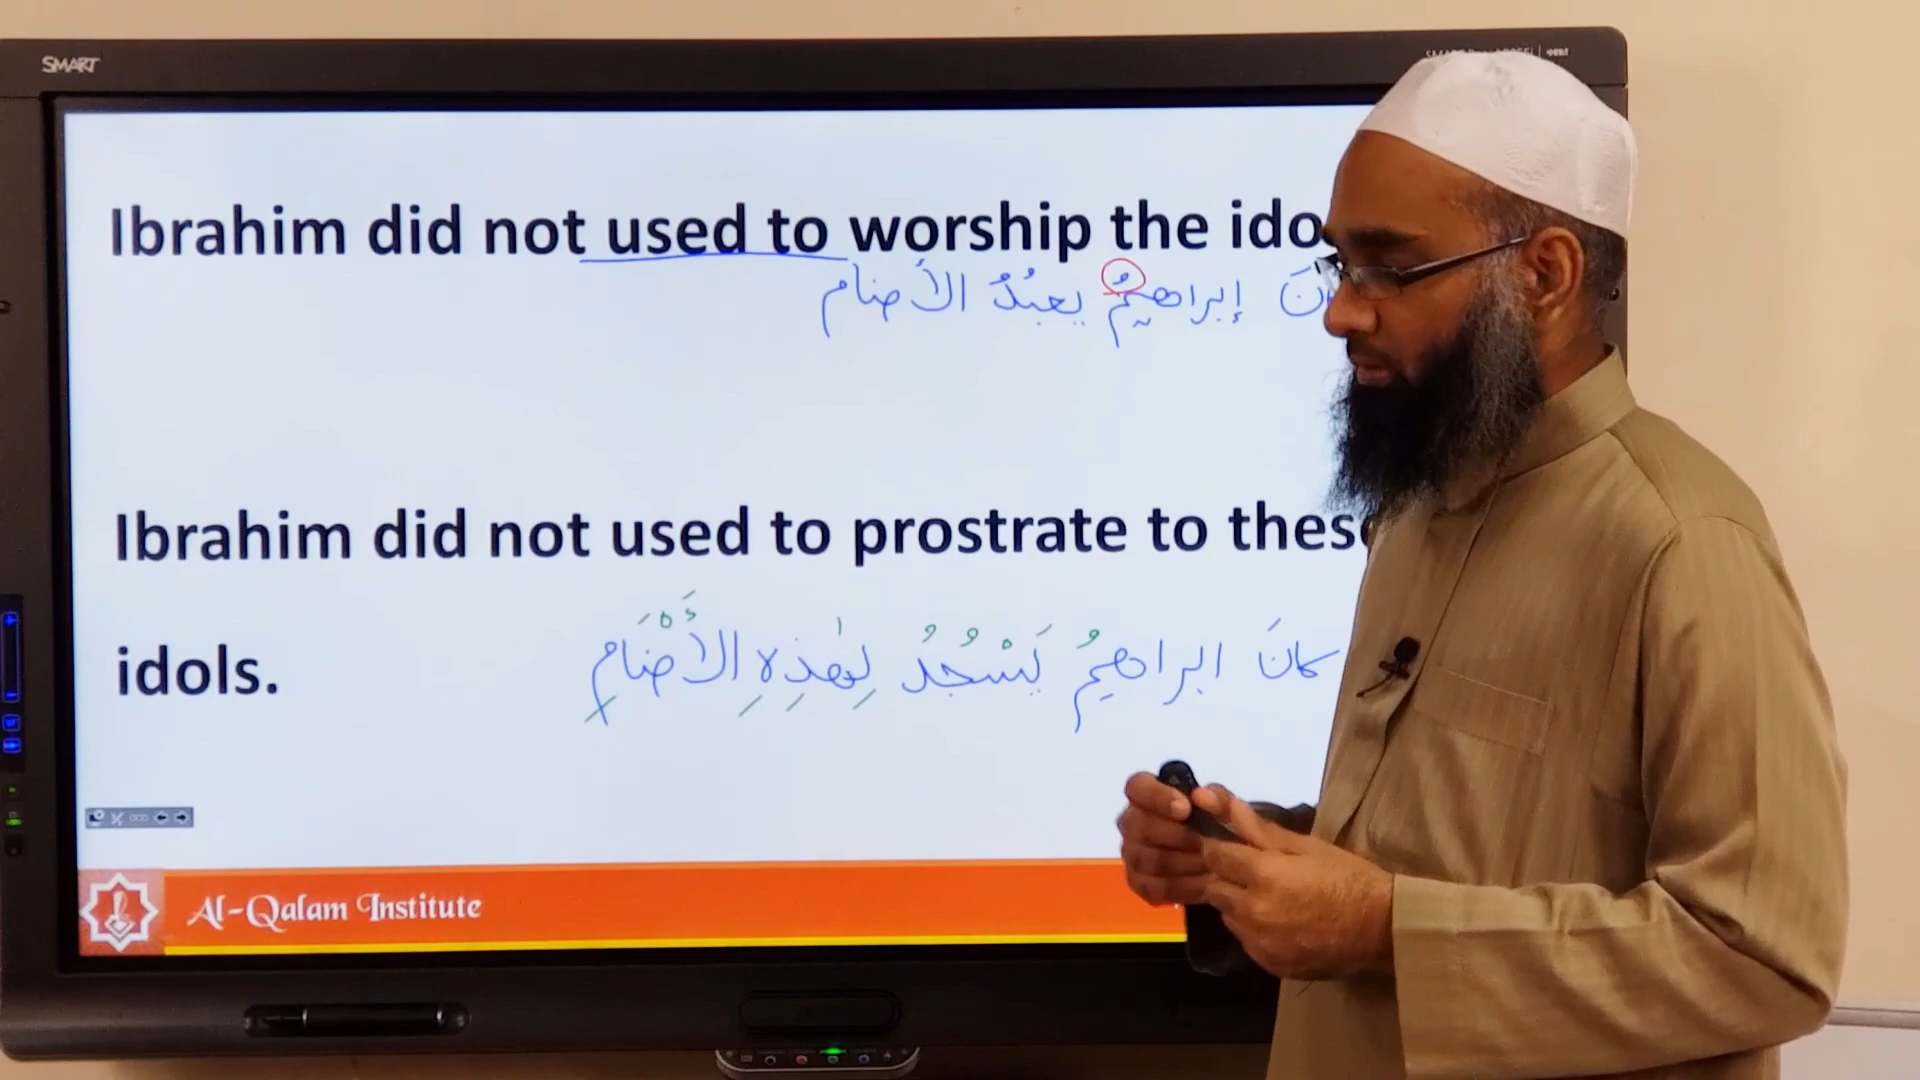 SMART
Ibrahim did not used to worship the ido
إبراهيمُ يعبُدُ الأصنام
Ibrahim did not used to prostrate to these
idols.
كانَ ابراهيمُ يَسْجُدُ لِهٰذِهِ الأَصْنَامِ
Al-Qalam Institute